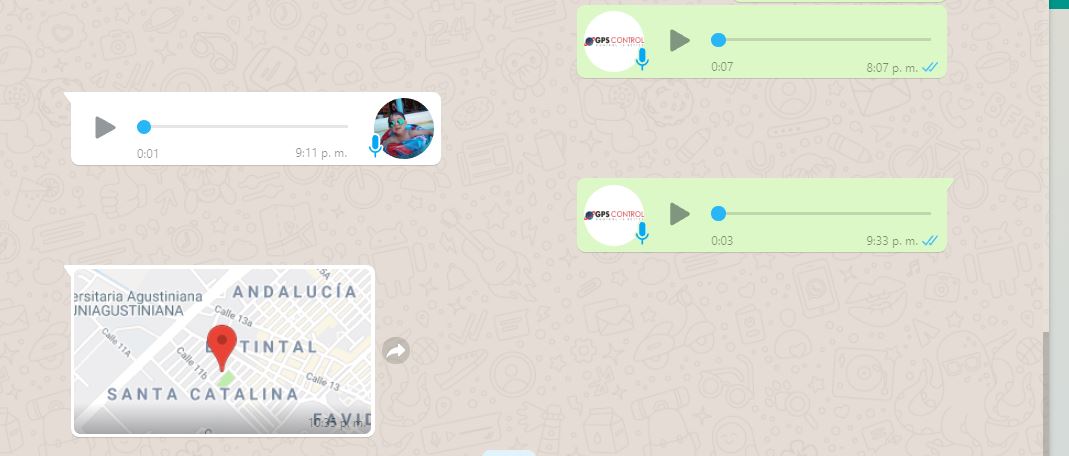 GPS CONTROL
0:07
8:07 p. m.
0:01
9:11 p. m.
GPS CONTROL
0:03
9:33 p. m.
ersitaria Agustiniana
UNIAGUSTINIANA
ANDALUCÍA
Calle 13a
Calle 11A
TINTAL
Calle 11b
Calle 13
SANTA CATALINA
FAVID
10:35 p. m.